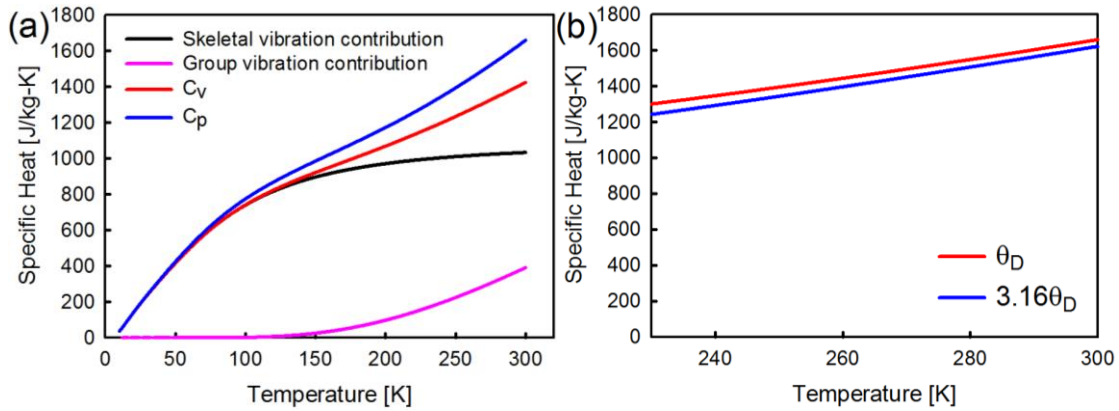 (a)
Specific Heat [J/kg-K]
1800
1600
1400
1200
1000
800
600
400
200
0
Skeletal vibration contribution
Group vibration contribution
Cv
Cp
0 50 100 150 200 250 300
Temperature [K]
(b)
Specific Heat [J/kg-K]
1800
1600
1400
1200
1000
800
600
400
200
0
θD
3.16θD
240 260 280 300
Temperature [K]